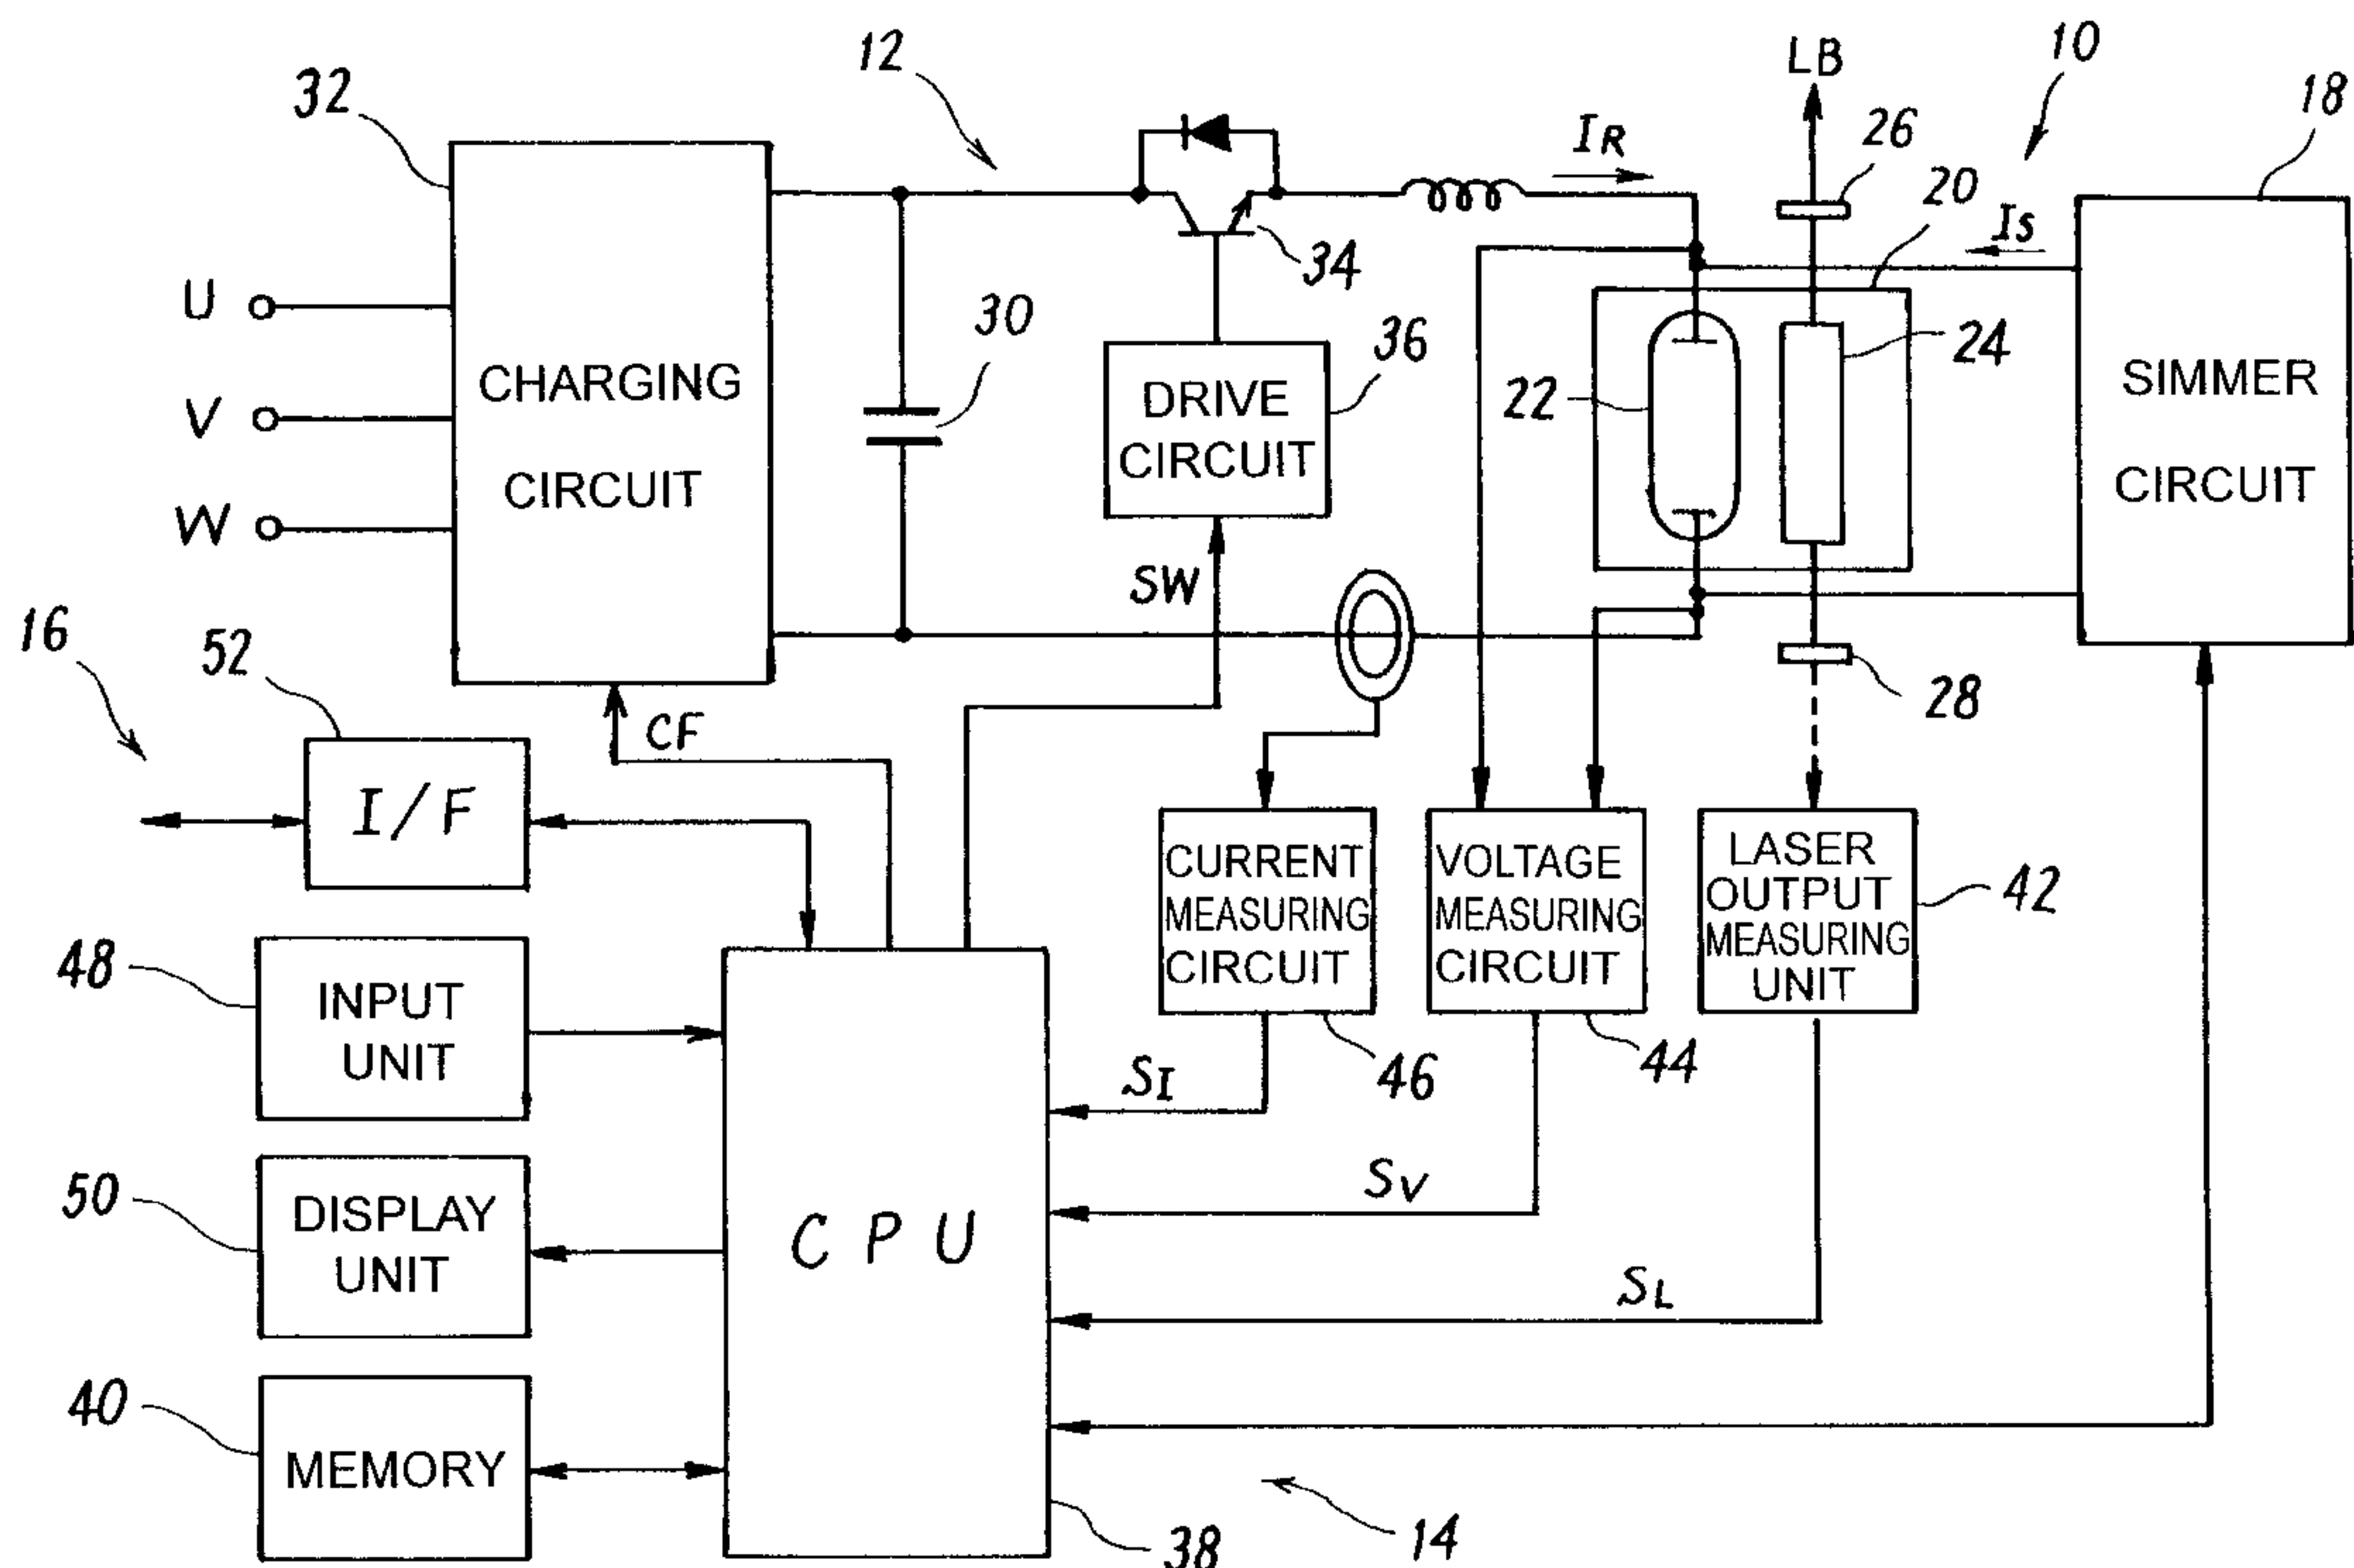 12
LB
10
32
26
18
IR
20
IS
34
U
30
36
24
CHARGING
CIRCUIT
DRIVE
CIRCUIT
22
SIMMER
CIRCUIT
V
W
SW
16
52
28
CF
I/F
CURRENT
MEASURING
CIRCUIT
VOLTAGE
MEASURING
CIRCUIT
LASER
OUTPUT
MEASURING
UNIT
42
48
INPUT
UNIT
46
44
SI
50
DISPLAY
UNIT
SV
CPU
SL
40
MEMORY
38
14